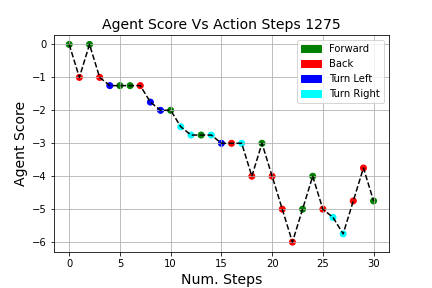 Agent Score Vs Action Steps 1275
Forward
Back
Turn Left
Turn Right
Agent Score
0
−1
−2
−3
−4
−5
−6
0 5 10 15 20 25 30
Num. Steps